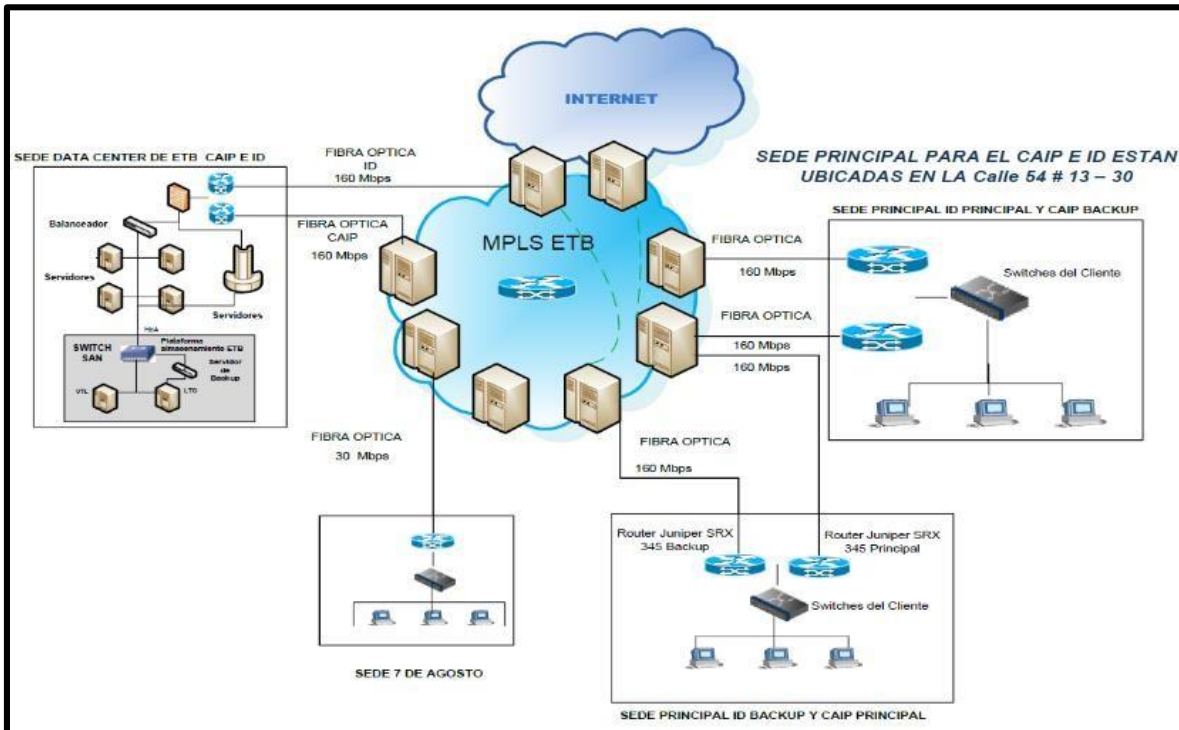 INTERNET
SEDE DATA CENTER DE ETB CAIP E ID
FIBRA OPTICA
ID
160 Mbps
FIBRA OPTICA
CAIP
160 Mbps
Balanceador
Servidores
Servidores
SWITCH
SAN
Plataforma
almacenamiento ETB
Servidor
de
Backup
VTL
MPLS ETB
SEDE PRINCIPAL PARA EL CAIP E ID ESTAN
UBICADAS EN LA Calle 54 # 13 – 30
SEDE PRINCIPAL ID PRINCIPAL Y CAIP BACKUP
FIBRA OPTICA
160 Mbps
Switches del Cliente
FIBRA OPTICA
160 Mbps
160 Mbps
FIBRA OPTICA
30 Mbps
FIBRA OPTICA
160 Mbps
SEDE 7 DE AGOSTO
Router Juniper SRX
345 Backup
Router Juniper SRX
345 Principal
Switches del Cliente
SEDE PRINCIPAL ID BACKUP Y CAIP PRINCIPAL